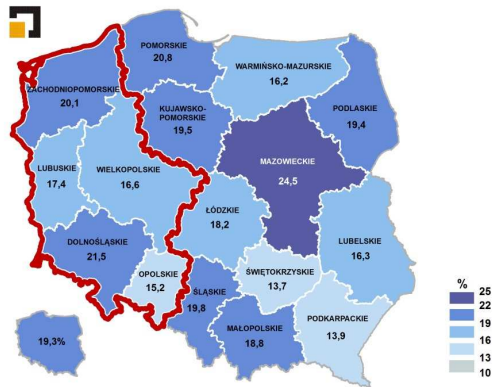 POMORSKIE
20,8
WARMIŃSKO-MAZURSKIE
16,2
ZACHODNIOPOMORSKIE
20,1
KUJAWSKO-
POMORSKIE
19,5
PODLASKIE
19,4
MAZOWIECKIE
24,5
LUBUSKIE
17,4
WIELKOPOLSKIE
16,6
ŁÓDZKIE
18,2
LUBELSKIE
16,3
DOLNOŚLĄSKIE
21,5
OPOLSKIE
15,2
ŚWIĘTOKRZYSKIE
13,7
ŚLĄSKIE
19,8
MAŁOPOLSKIE
18,8
PODKARPACKIE
13,9
19,3%
%
25
22
19
16
13
10